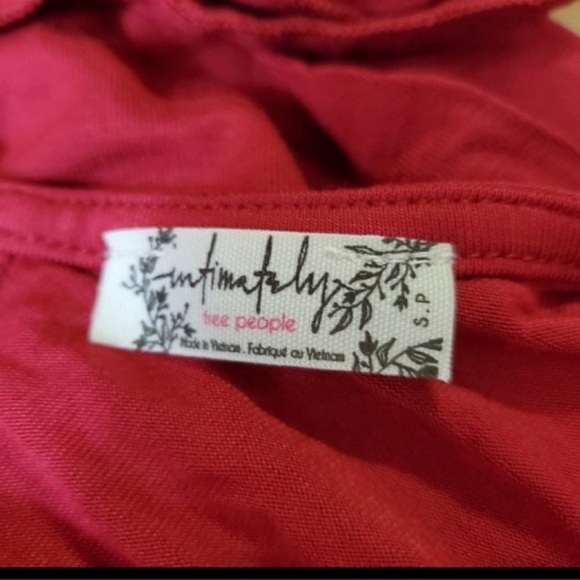 intimately
free people
Made in Vietnam . Fabriqué au Vietnam
S.P